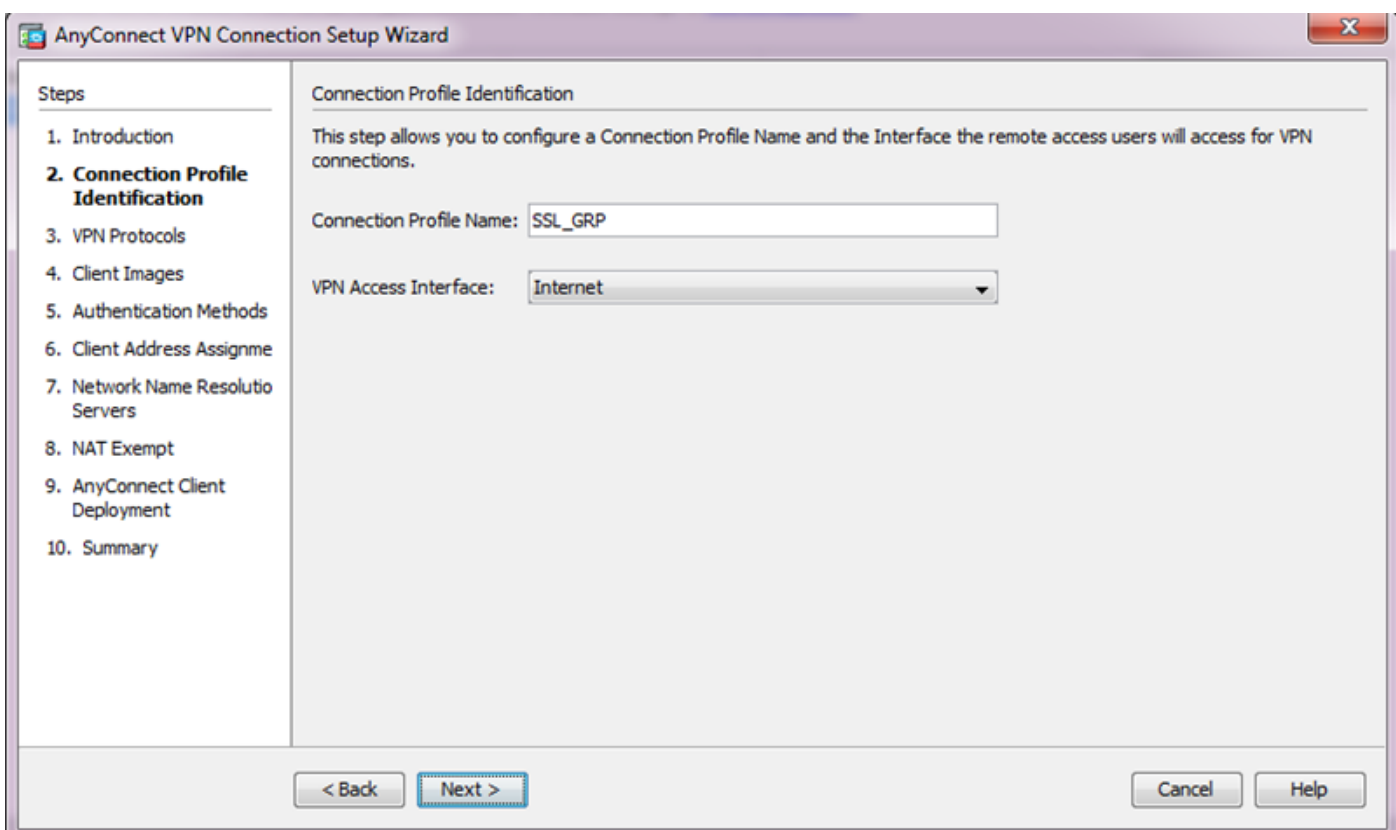 AnyConnect VPN Connection Setup Wizard
X
Steps
1. Introduction
2. Connection Profile
Identification
3. VPN Protocols
4. Client Images
5. Authentication Methods
6. Client Address Assignme
7. Network Name Resolutio
Servers
8. NAT Exempt
9. AnyConnect Client
Deployment
10. Summary
Connection Profile Identification
This step allows you to configure a Connection Profile Name and the Interface the remote access users will access for VPN
connections.
Connection Profile Name: SSL_GRP
VPN Access Interface: Internet
< Back Next > Cancel Help